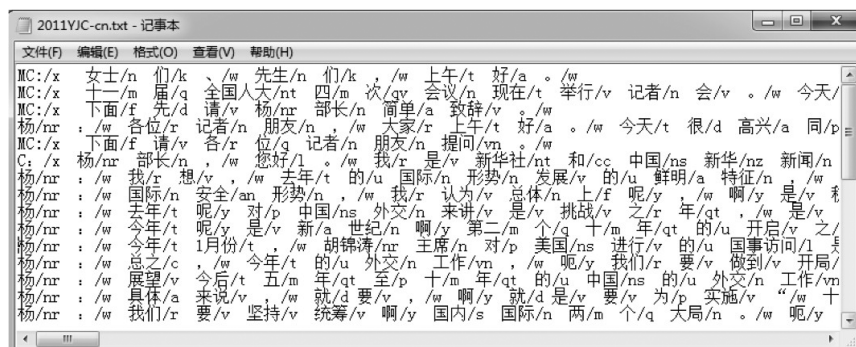 2011YJC-cn.txt - 记事本
文件(F) 编辑(E) 格式(O) 查看(V) 帮助(H)
MC:/x 女士/n 们/k 、/w 先生/n 们/k ,/w 上午/t 好/a 。/w
MC:/x 十一/m 届/q 全国人大/nt 四/m 次/qv 会议/n 现在/t 举行/v 记者/n 会/v 。/w 今天/
MC:/x 下面/f 先/d 请/v 杨/nr 部长/n 简单/a 致辞/v 。/w
杨/nr :/w 各位/r 记者/n 朋友/n ,/w 大家/r 上午/t 好/a 。/w 今天/t 很/d 高兴/a 同/p
MC:/x 下面/f 请/v 各/r 位/q 记者/n 朋友/n 提问/vn 。/w
C:/x 杨/nr 部长/n ,/w 您好/l 。/w 我/r 是/v 新华社/nt 和/cc 中国/ns 新华/nz 新闻/n
杨/nr :/w 我/r 想/v ,/w 去年/t 的/u 国际/n 形势/n 发展/v 的/u 鲜明/a 特征/n ,/w
杨/nr :/w 国际/n 安全/an 形势/n ,/w 我/r 认为/v 总体/n 上/f 呢/y ,/w 啊/y 是/v
杨/nr :/w 去年/t 呢/y 对/p 中国/ns 外交/n 来讲/v 是/v 挑战/v 之/r 年/qt ,/w 是/v
杨/nr :/w 今年/t 呢/y 是/v 新/a 世纪/n 啊/y 第二/m 个/q 十/m 年/qt 的/u 开启/v 之/
杨/nr :/w 今年/t 1月份/t ,/w 胡锦涛/nr 主席/n 对/p 美国/ns 进行/v 的/u 国事访问/l
杨/nr :/w 总之/c ,/w 今年/t 的/u 外交/n 工作/vn ,/w 呃/y 我们/r 要/v 做到/v 开局/
杨/nr :/w 展望/v 今后/t 五/m 年/qt 至/p 十/m 年/qt 的/u 中国/ns 的/u 外交/n 工作/vn
杨/nr :/w 具体/a 来说/v ,/w 就/d 要/v ,/w 啊/y 就/d 是/v 要/v 为/p 实施/v “/w 十
杨/nr :/w 我们/r 要/v 坚持/v 统筹/v 啊/y 国内/s 国际/n 两/m 个/q 大局/n 。/w 呃/y